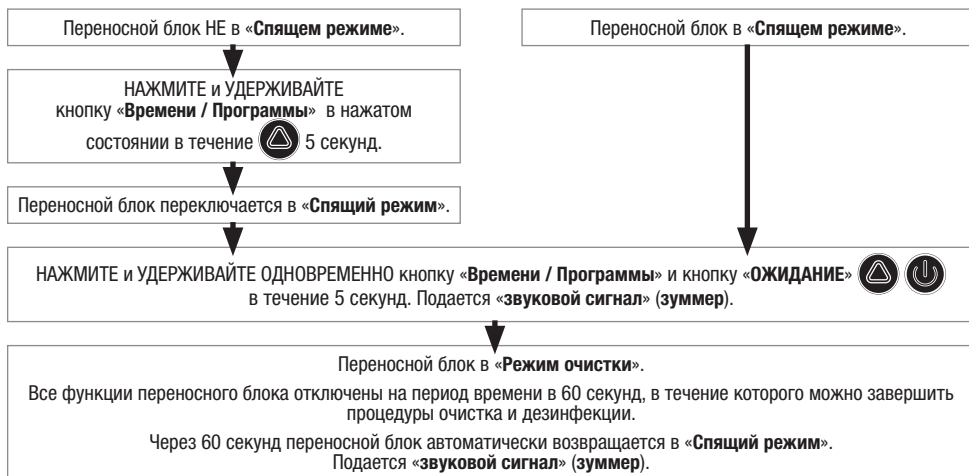 Переносной блок НЕ в «Спящем режиме».
Переносной блок в «Спящем режиме».
НАЖМИТЕ и УДЕРЖИВАЙТЕ
кнопку «Времени / Программы» в нажатом
состоянии в течение 5 секунд.
Переносной блок переключается в «Спящий режим».
НАЖМИТЕ и УДЕРЖИВАЙТЕ ОДНОВРЕМЕННО кнопку «Времени / Программы» и кнопку «ОЖИДАНИЕ»
в течение 5 секунд. Подается «звуковой сигнал» (зуммер).
Переносной блок в «Режим очистки».
Все функции переносного блока отключены на период времени в 60 секунд, в течение которого можно завершить
процедуры очистка и дезинфекции.
Через 60 секунд переносной блок автоматически возвращается в «Спящий режим».
Подается «звуковой сигнал» (зуммер).